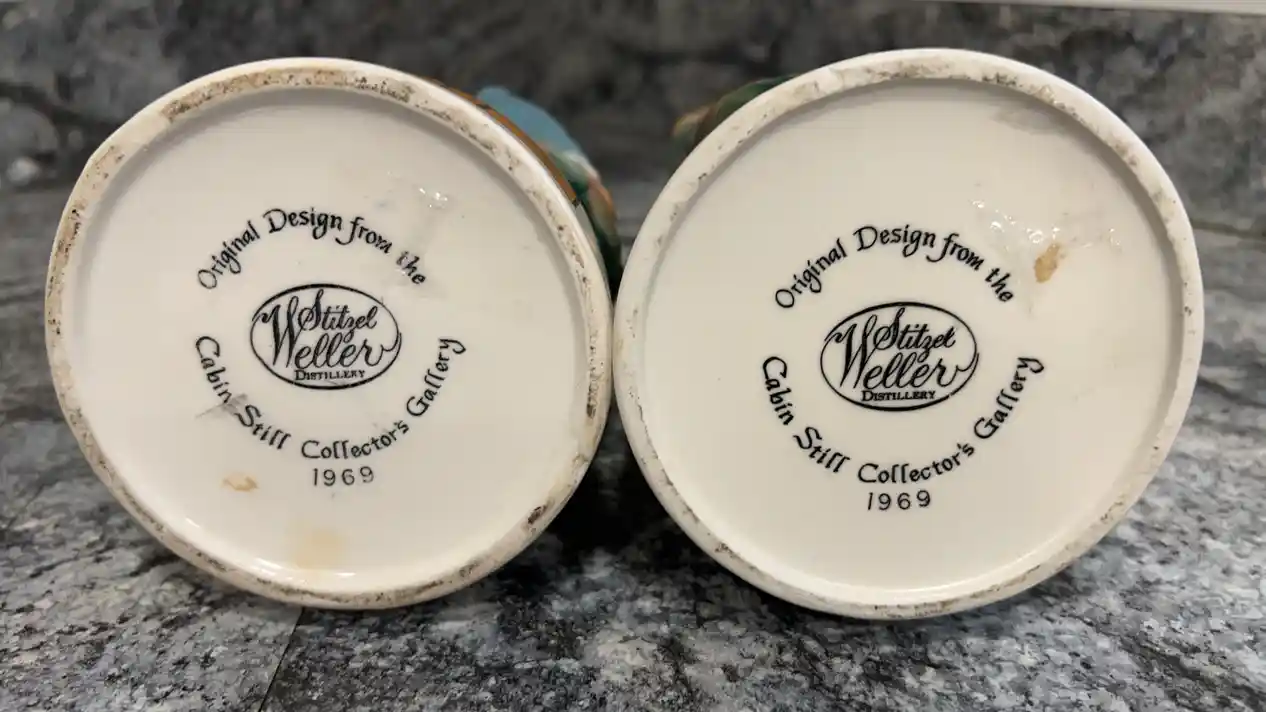 Original Design from the
Stitzel
Weller
DISTILLERY
Cabin Still Collector's Gallery
1969
Original Design from the
Stitzel
Weller
DISTILLERY
Cabin Still Collector's Gallery
1969